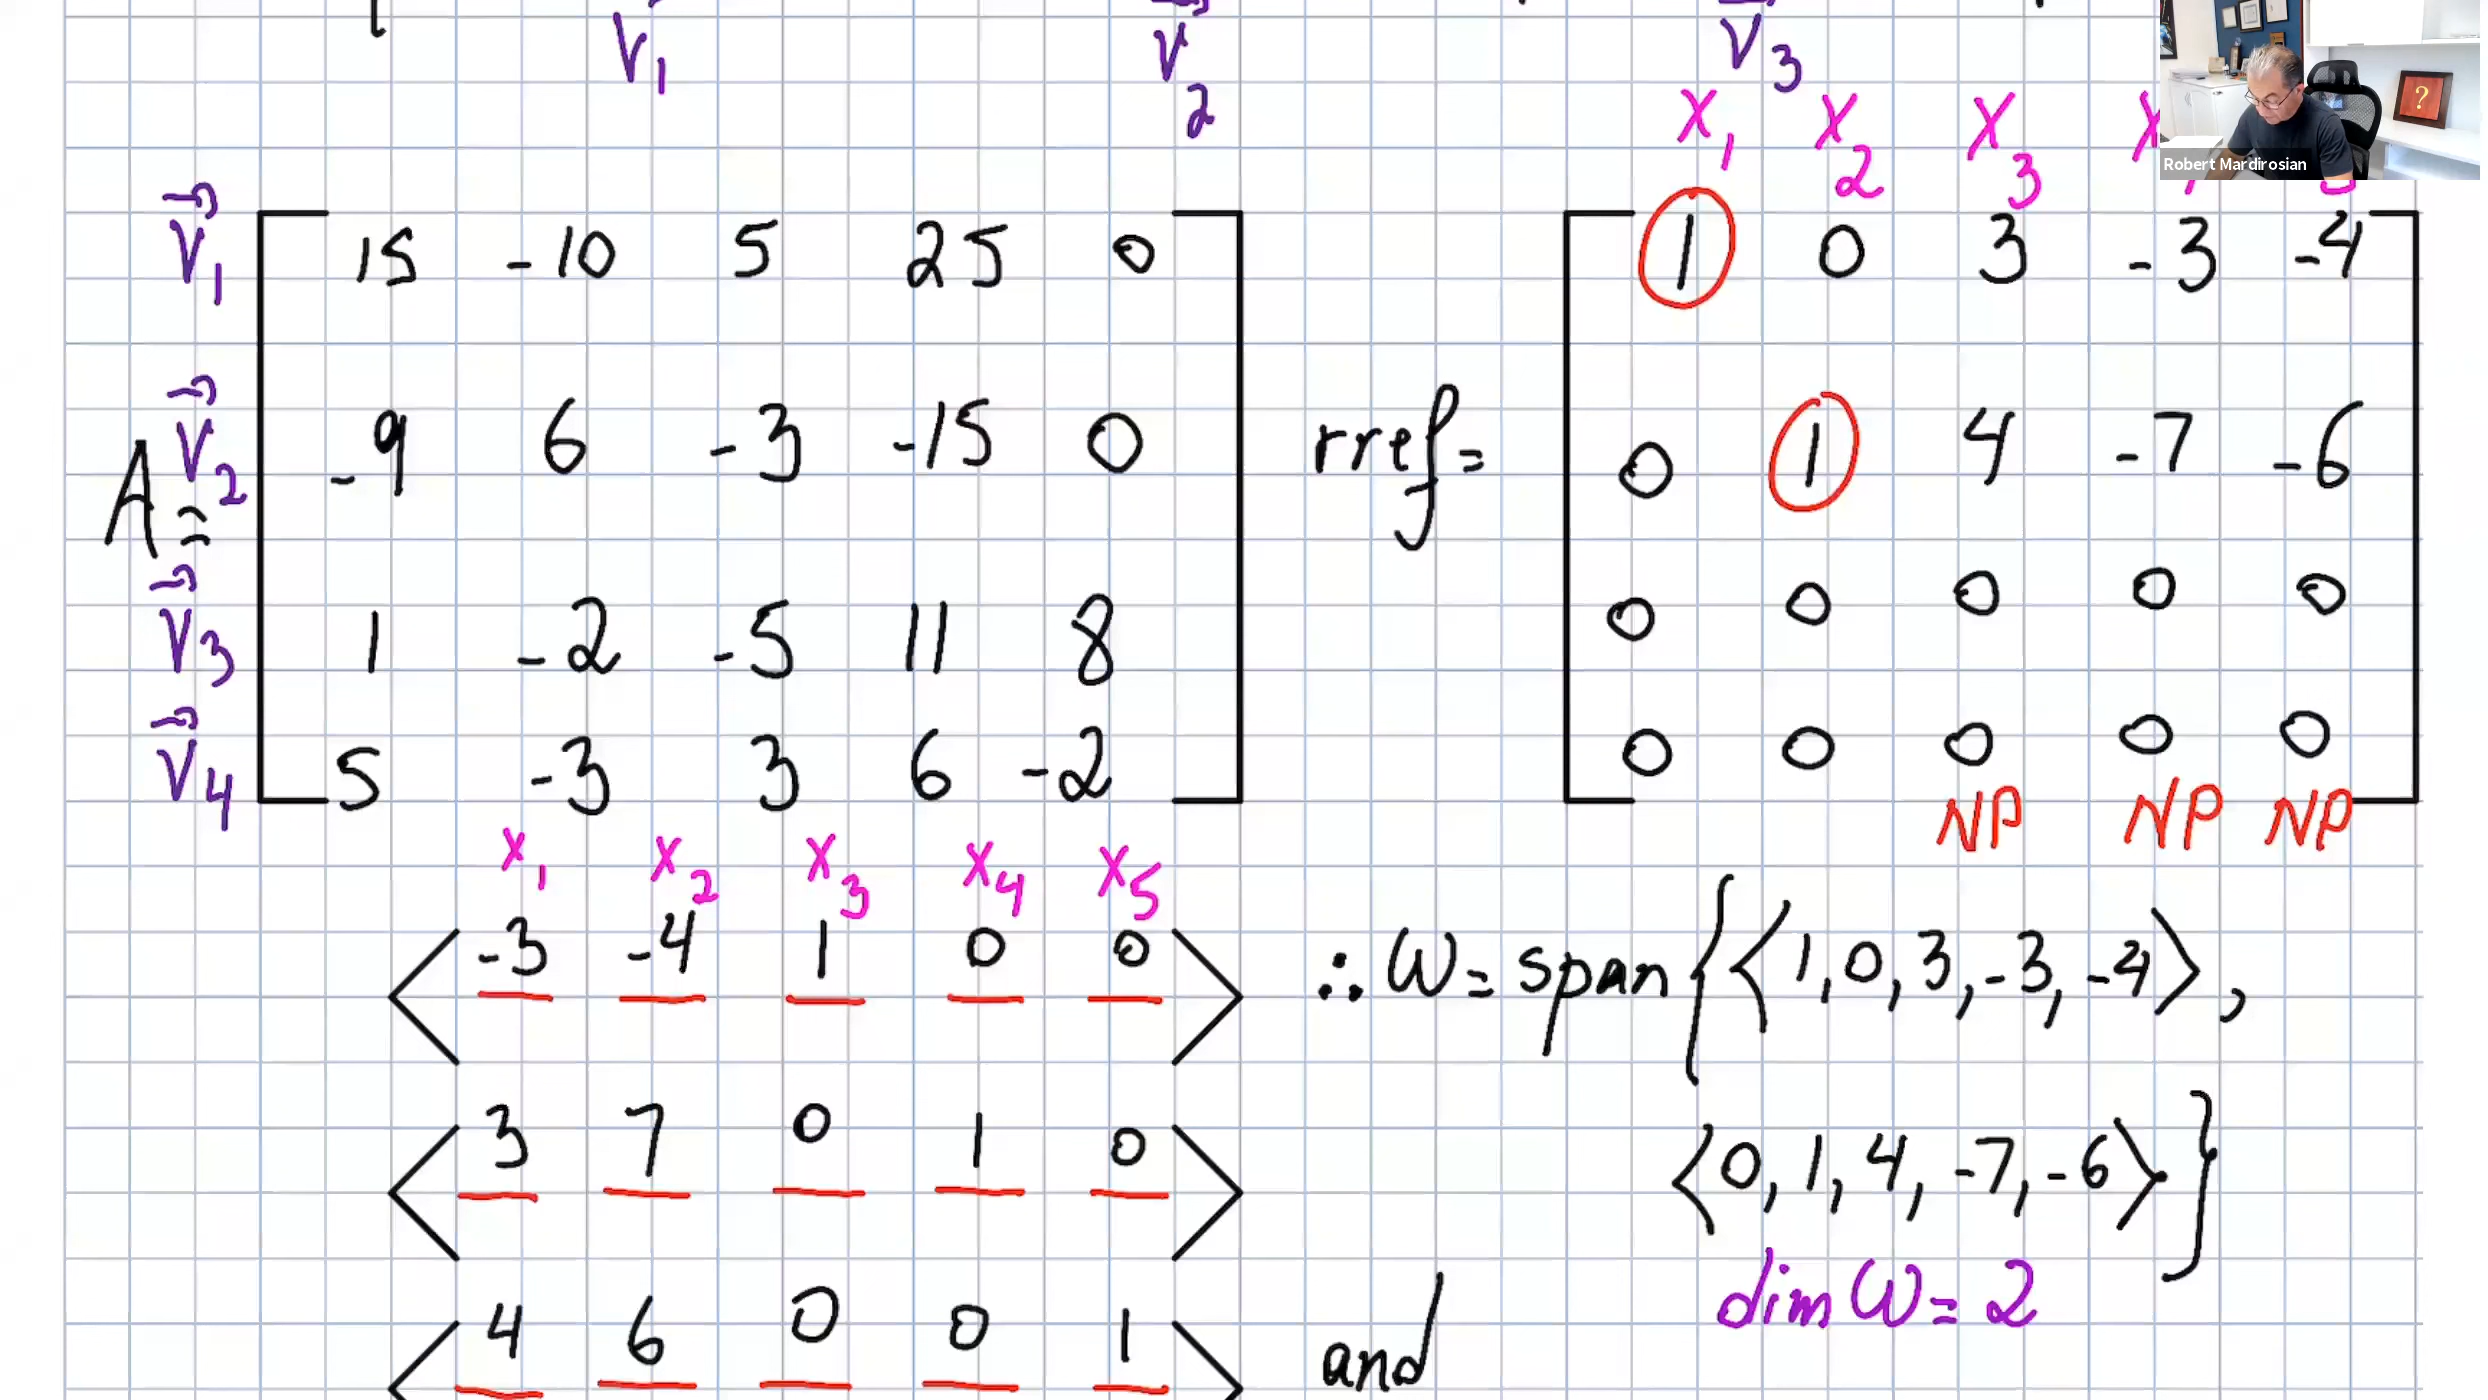 V₁ V₂ V₃
x₁ x₂ x₃
Robert Mardirosian
V₁ 15 -10 5 25 0
1 0 3 -3 -4
V₂ -9 6 -3 -15 0
0 1 4 -7 -6
A = rref =
V₃ 1 -2 -5 11 8
0 0 0 0 0
V₄ 5 -3 3 6 -2
0 0 0 0 0
NP NP NP
x₁ x₂ x₃ x₄ x₅
⟨-3 -4 1 0 0⟩
∴ W = span {⟨1, 0, 3, -3, -4⟩,
⟨3 7 0 1 0⟩
⟨0, 1, 4, -7, -6⟩}
dim W = 2
⟨4 6 0 0 1⟩
and